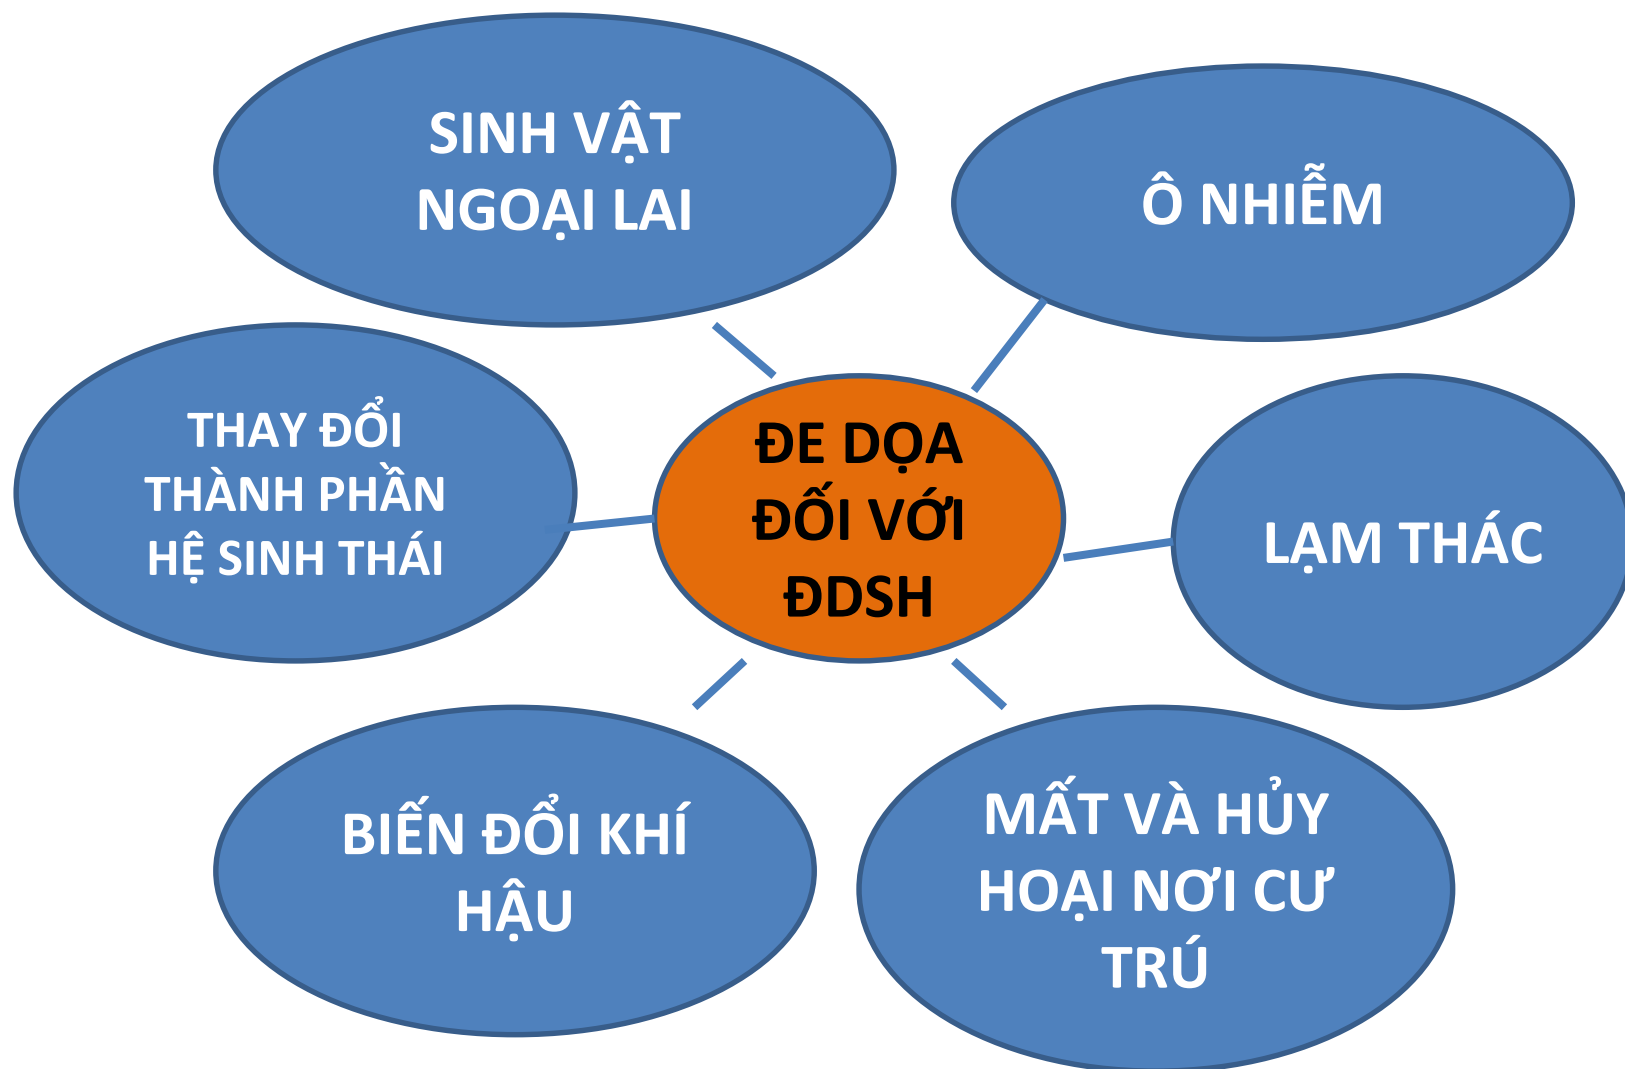 SINH VẬT
NGOẠI LAI
Ô NHIỄM
THAY ĐỔI
THÀNH PHẦN
HỆ SINH THÁI
ĐE DỌA
ĐỐI VỚI
ĐDSH
LẠM THÁC
BIẾN ĐỔI KHÍ
HẬU
MẤT VÀ HỦY
HOẠI NƠI CƯ
TRÚ